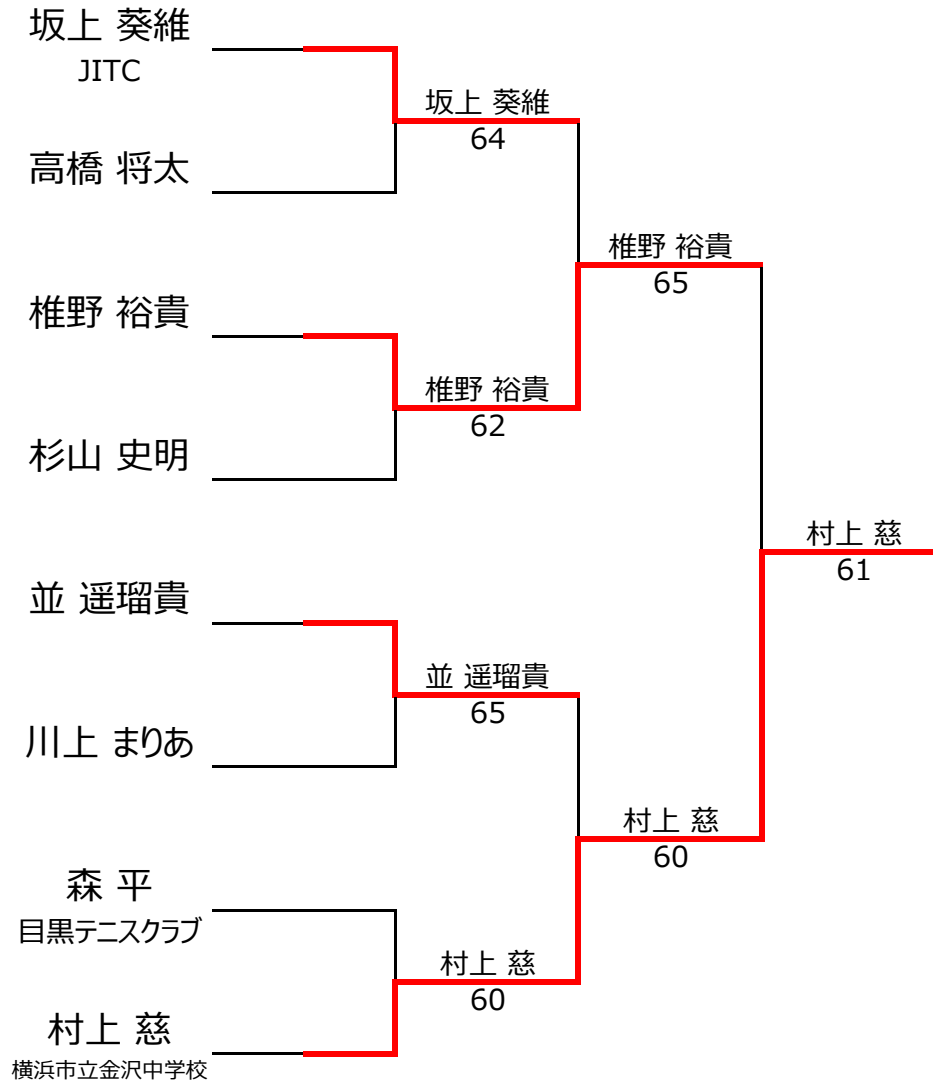 坂上 葵維
JITC
高橋 将太
椎野 裕貴
杉山 史明
並 遥瑠貴
川上 まりあ
森 平
目黒テニスクラブ
村上 慈
横浜市立金沢中学校
坂上 葵維
64
椎野 裕貴
62
並 遥瑠貴
65
村上 慈
60
椎野 裕貴
65
村上 慈
60
村上 慈
61